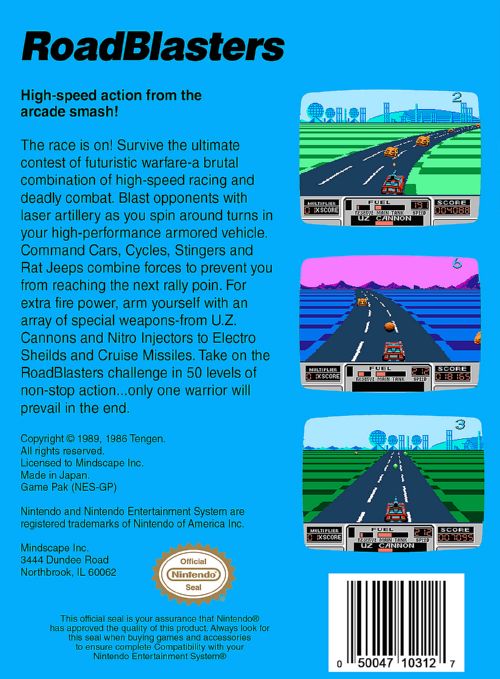 RoadBlasters
High-speed action from the
arcade smash!
The race is on! Survive the ultimate
contest of futuristic warfare-a brutal
combination of high-speed racing and
deadly combat. Blast opponents with
laser artillery as you spin around turns in
your high-performance armored vehicle.
Command Cars, Cycles, Stingers and
Rat Jeeps combine forces to prevent you
from reaching the next rally poin. For
extra fire power, arm yourself with an
array of special weapons-from U.Z.
Cannons and Nitro Injectors to Electro
Sheilds and Cruise Missiles. Take on the
RoadBlasters challenge in 50 levels of
non-stop action...only one warrior will
prevail in the end.
Copyright © 1989, 1986 Tengen.
All rights reserved.
Licensed to Mindscape Inc.
Made in Japan.
Game Pak (NES-GP)
Nintendo and Nintendo Entertainment System are
registered trademarks of Nintendo of America Inc.
Mindscape Inc.
3444 Dundee Road
Northbrook, IL 60062
Official
Nintendo
Seal
This official seal is your assurance that Nintendo®
has approved the quality of this product. Always look for
this seal when buying games and accessories
to ensure complete Compatibility with your
Nintendo Entertainment System®
2
MULTIPLIER FUEL SCORE
RESERVE MAIN TANK SPEED
UZ CANNON
6
MULTIPLIER FUEL 212 SCORE
RESERVE MAIN TANK SPEED 018165
3
MULTIPLIER FUEL 212 SCORE
RESERVE MAIN TANK SPEED 007095
UZ CANNON
0 50047 10312 7